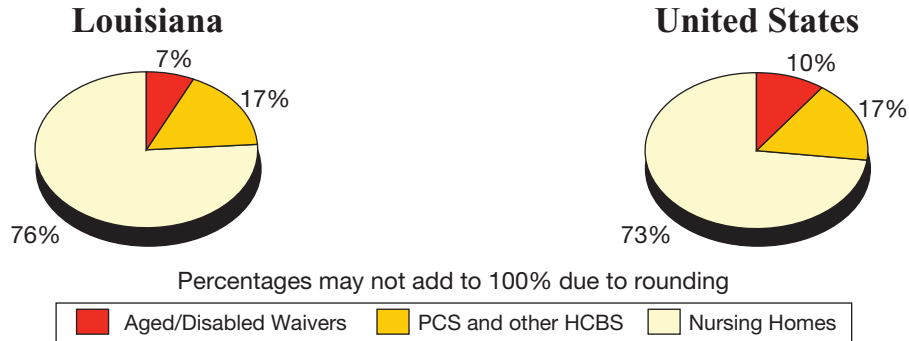 Louisiana
7%
17%
76%
United States
10%
17%
73%
Percentages may not add to 100% due to rounding
Aged/Disabled Waivers PCS and other HCBS Nursing Homes